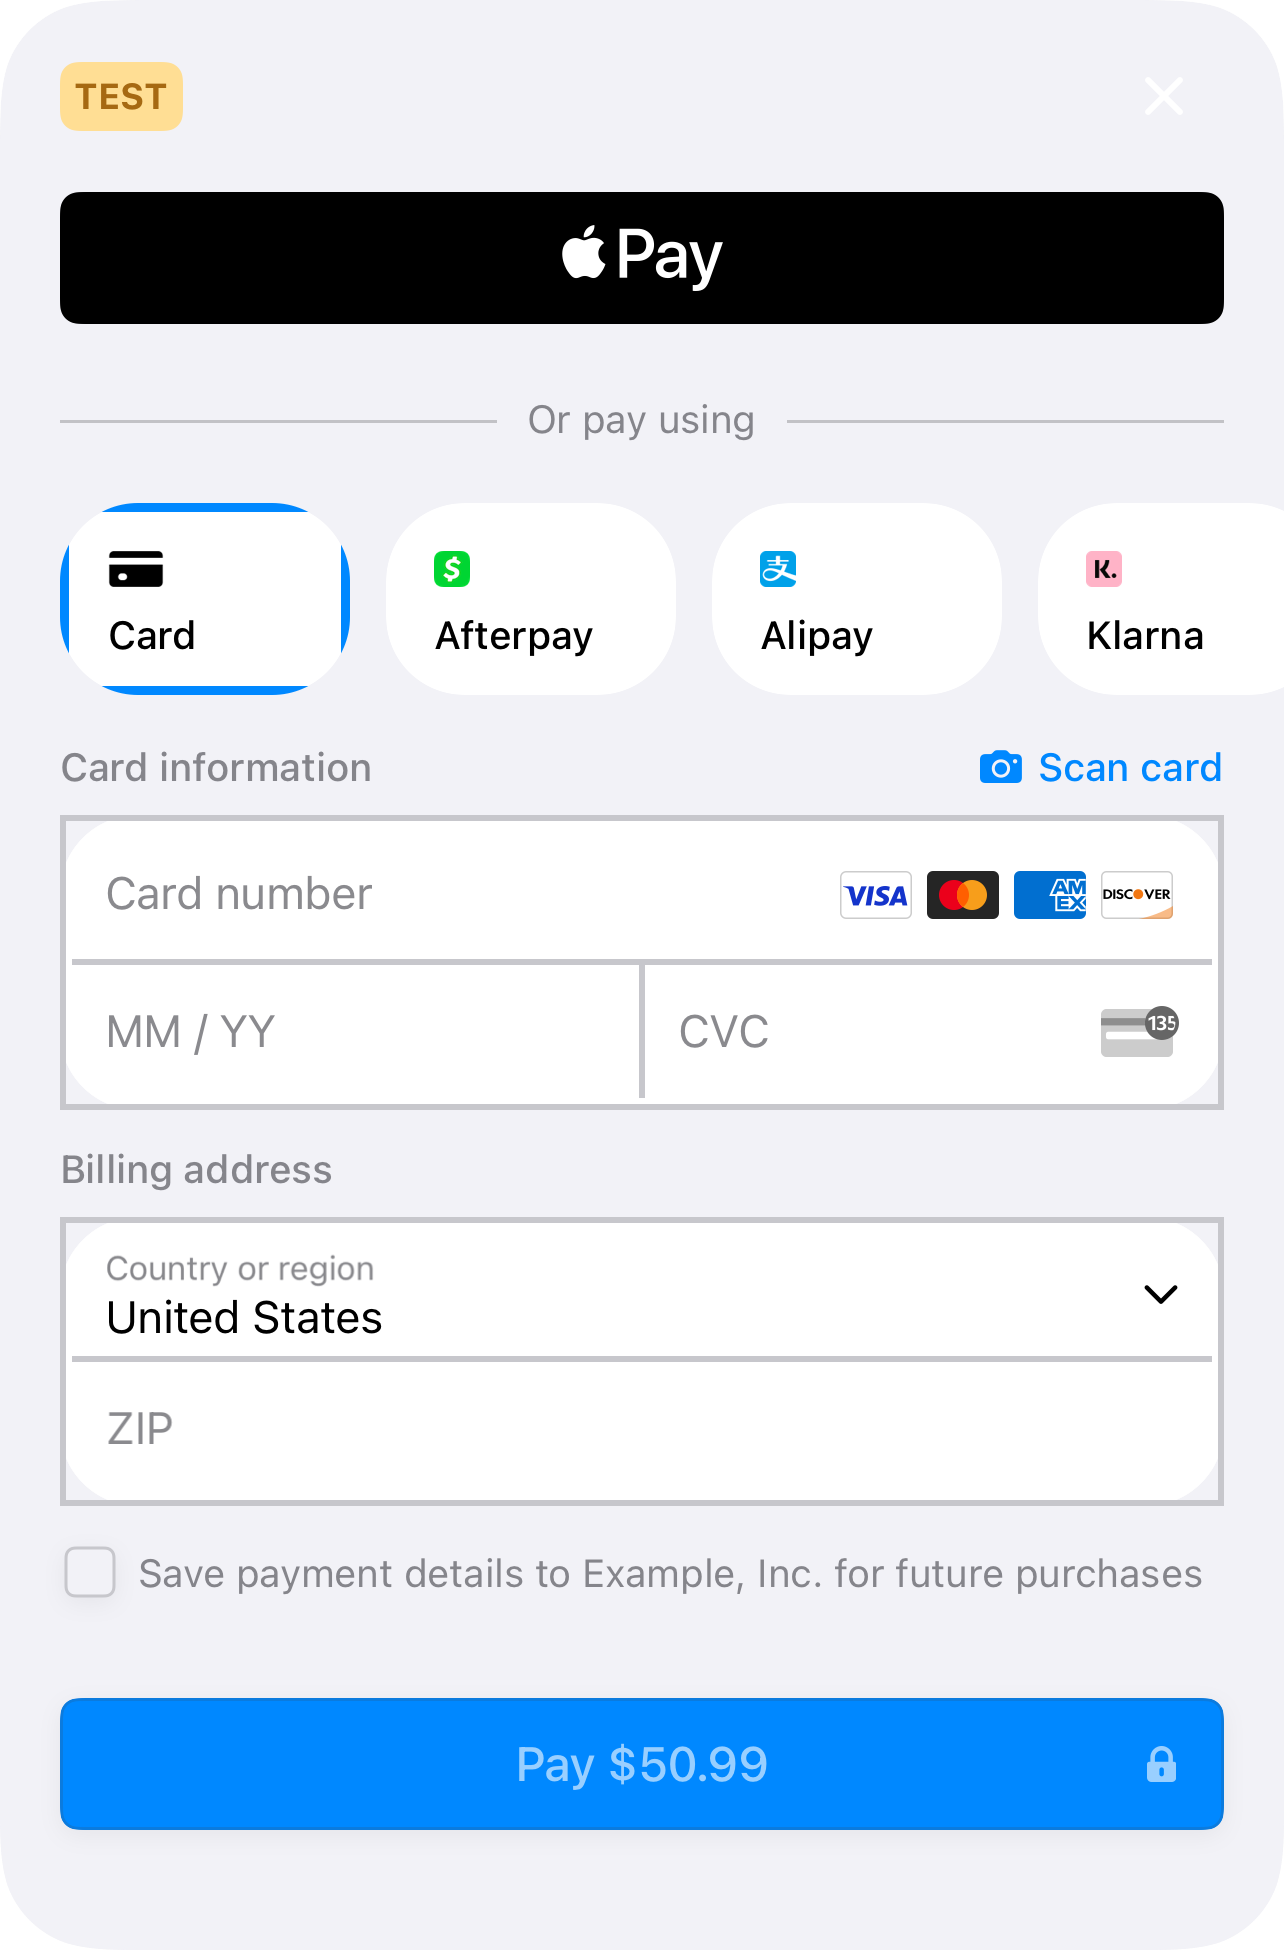 TEST
Pay
Or pay using
Card
Afterpay
Alipay
K.
Klarna
Card information
Scan card
Card number
VISA
AM
EX
DISCOVER
MM / YY
CVC
135
Billing address
Country or region
United States
ZIP
Save payment details to Example, Inc. for future purchases
Pay $50.99